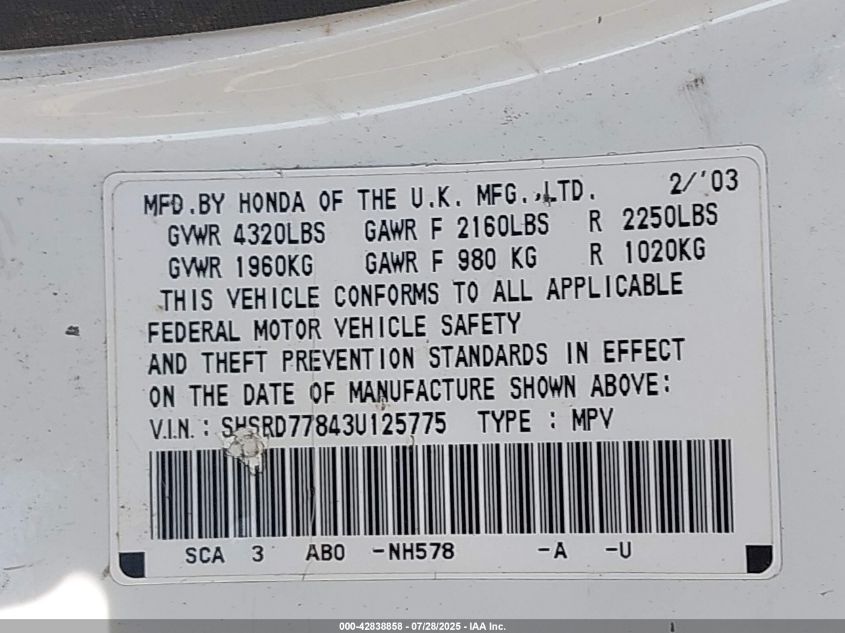 MFD.BY HONDA OF THE U.K. MFG.,LTD. 2/'03
GVWR 4320LBS GAWR F 2160LBS R 2250LBS
GVWR 1960KG GAWR F 980 KG R 1020KG
THIS VEHICLE CONFORMS TO ALL APPLICABLE
FEDERAL MOTOR VEHICLE SAFETY
AND THEFT PREVENTION STANDARDS IN EFFECT
ON THE DATE OF MANUFACTURE SHOWN ABOVE:
V.I.N.: SHSRD77843U125775 TYPE : MPV
SCA 3 AB0 -NH578 -A -U
000-42838858 - 07/28/2025 - IAA Inc.